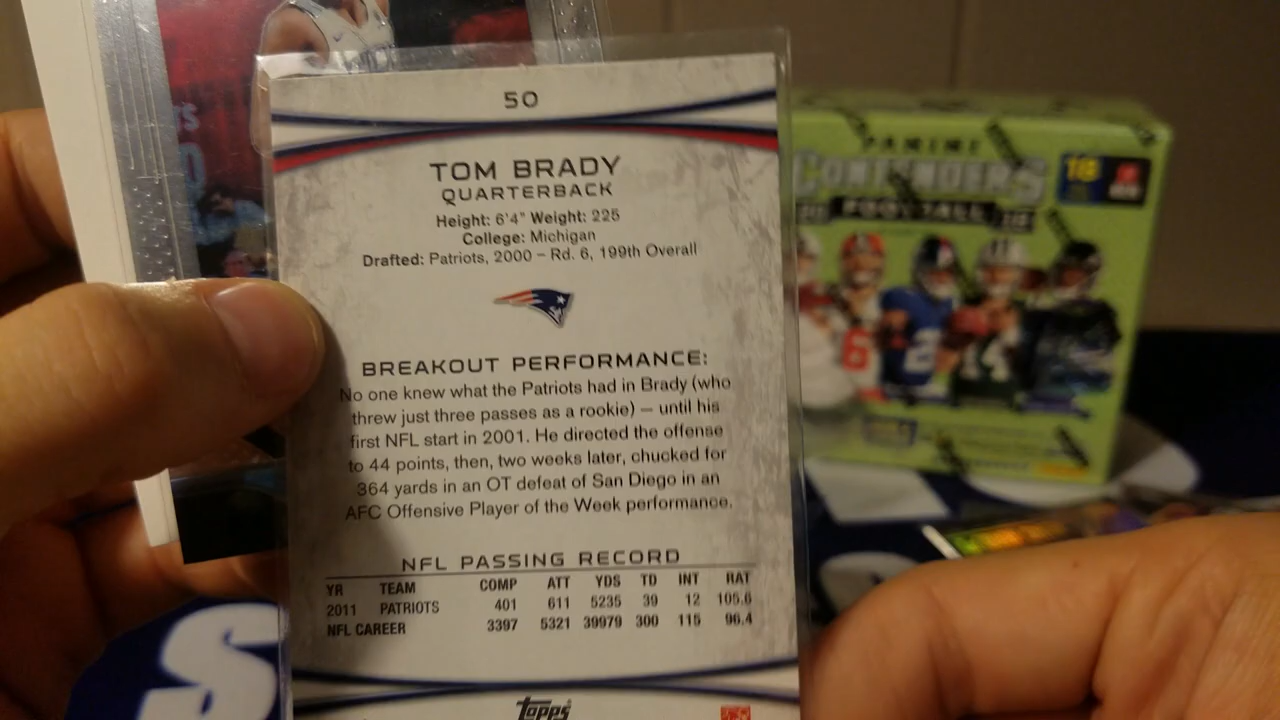 50
TOM BRADY
QUARTERBACK
Height: 6'4" Weight: 225
College: Michigan
Drafted: Patriots, 2000 – Rd. 6, 199th Overall
BREAKOUT PERFORMANCE:
No one knew what the Patriots had in Brady (who
threw just three passes as a rookie) — until his
first NFL start in 2001. He directed the offense
to 44 points, then, two weeks later, chucked for
364 yards in an OT defeat of San Diego in an
AFC Offensive Player of the Week performance.
NFL PASSING RECORD
YR TEAM COMP ATT YDS TD INT RAT
2011 PATRIOTS 401 611 5235 39 12 105.6
NFL CAREER 3397 5321 39979 300 115 96.4
Topps
PANINI
CONTENDERS
FOOTBALL
18
S